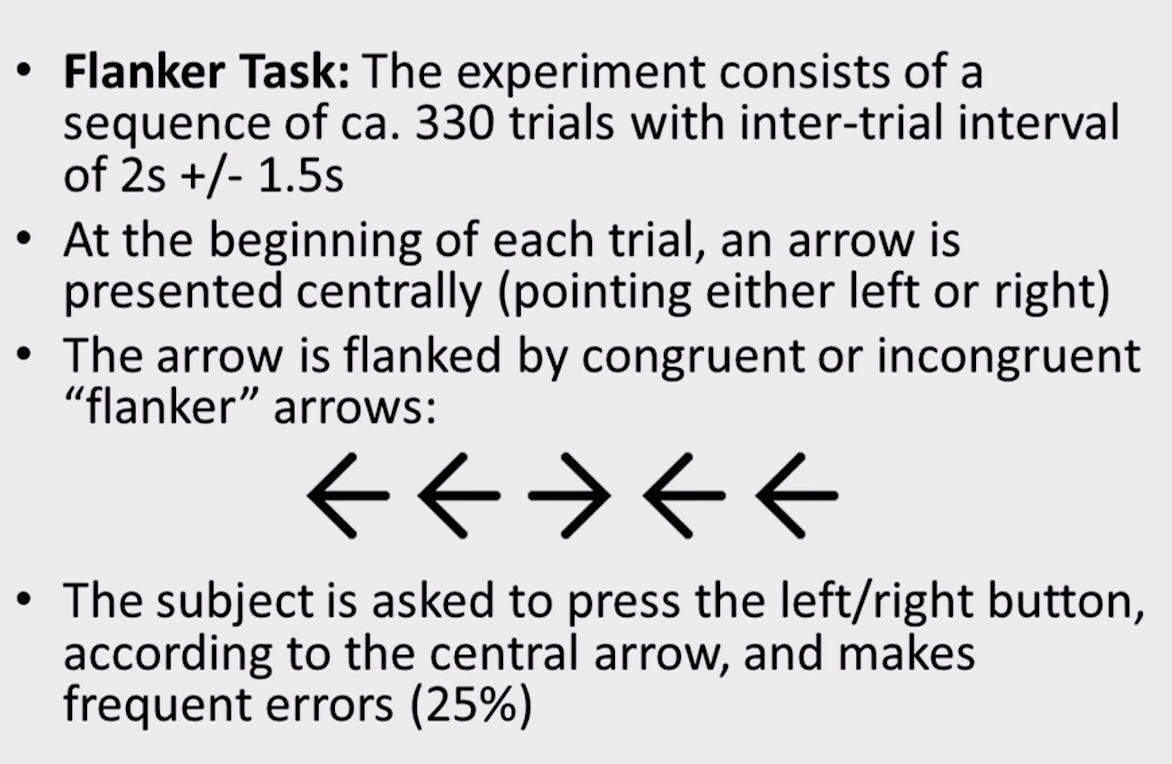 • Flanker Task: The experiment consists of a
sequence of ca. 330 trials with inter-trial interval
of 2s +/- 1.5s
• At the beginning of each trial, an arrow is
presented centrally (pointing either left or right)
• The arrow is flanked by congruent or incongruent
“flanker” arrows:
← ← → ← ←
• The subject is asked to press the left/right button,
according to the central arrow, and makes
frequent errors (25%)